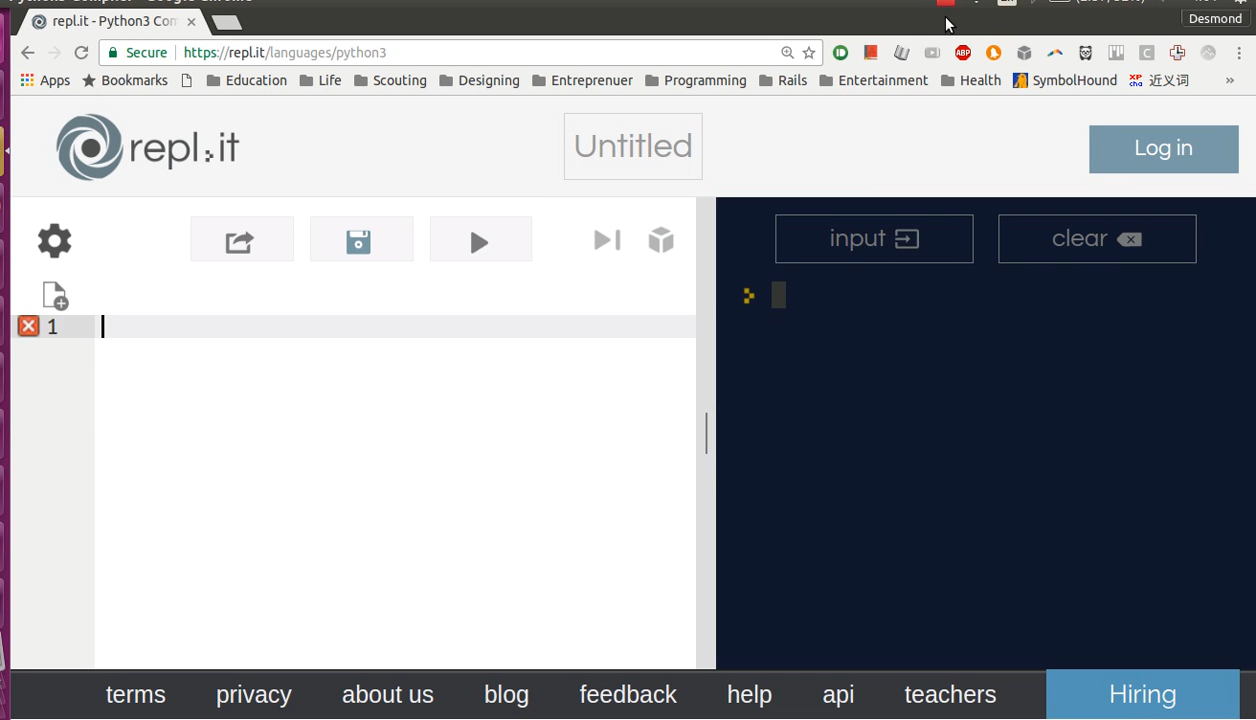 repl.it - Python3 Com
Desmond
Secure https://repl.it/languages/python3
ABP
Apps Bookmarks Education Life Scouting Designing Entreprenuer Programming Rails Entertainment Health SymbolHound 近义词 »
repl.it Untitled Log in
input clear
1
terms privacy about us blog feedback help api teachers Hiring